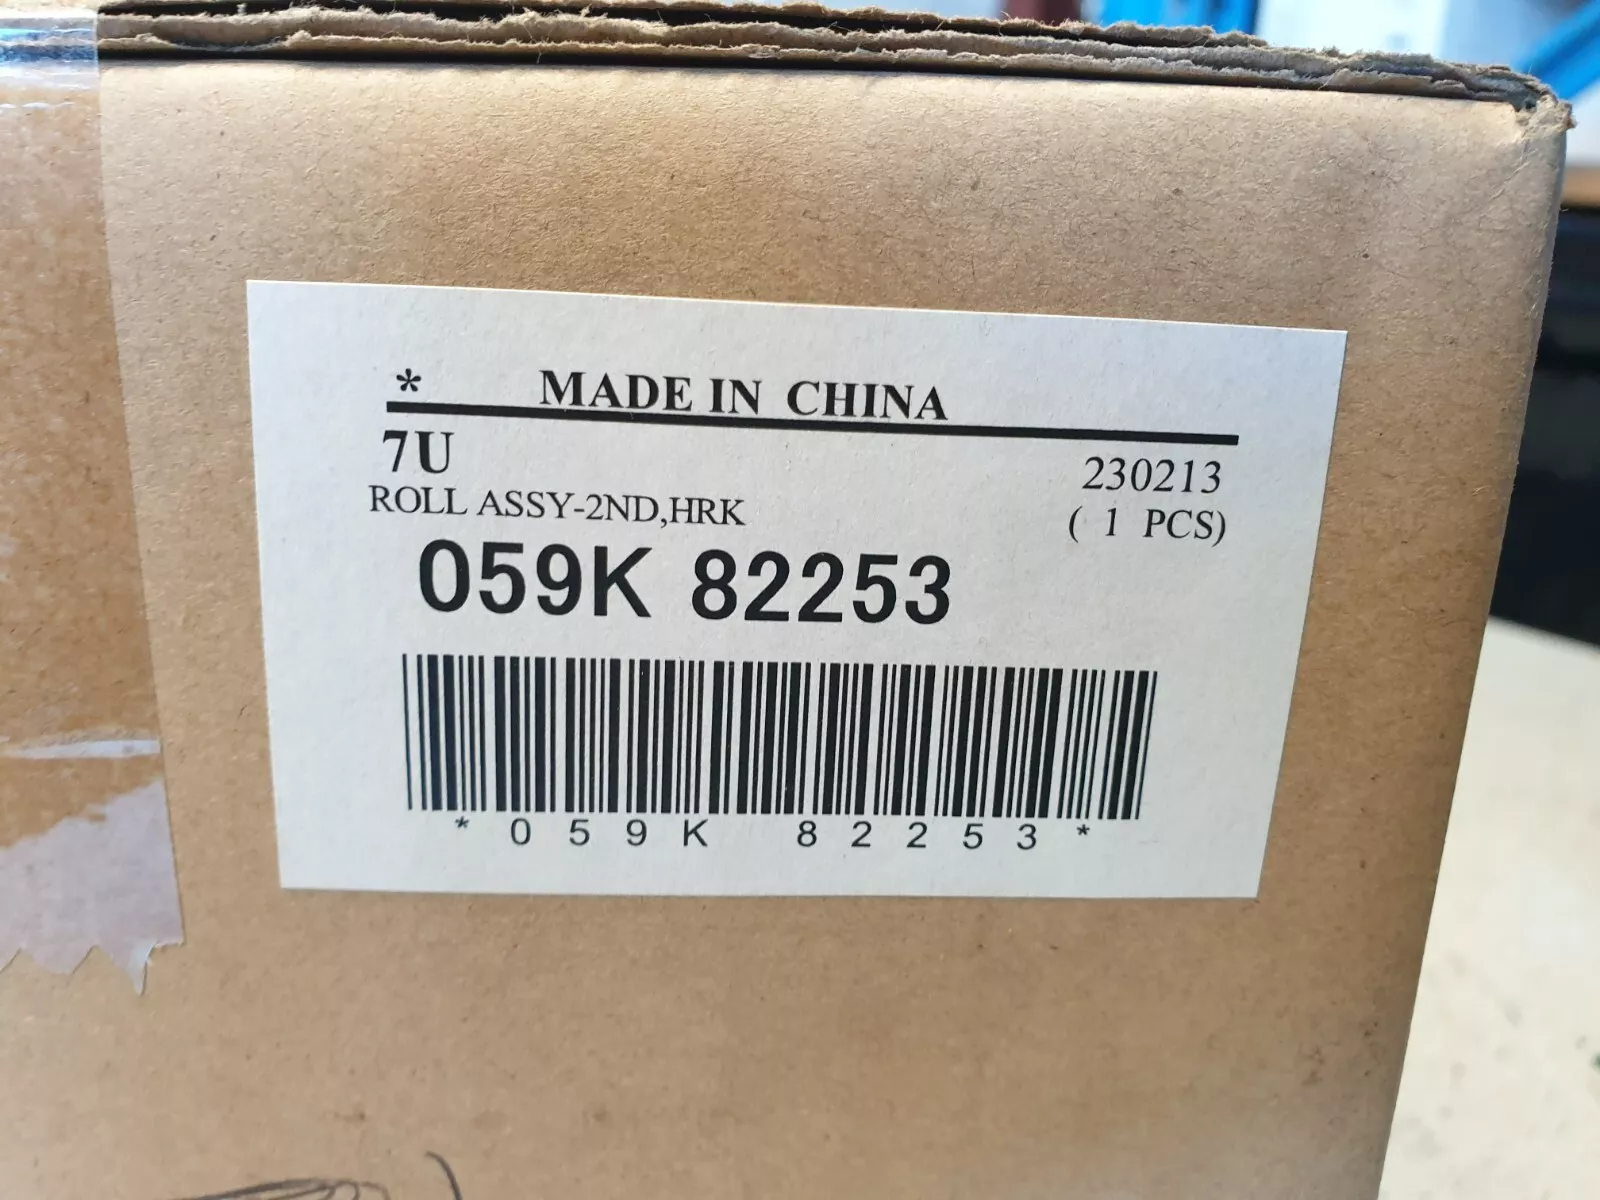 * MADE IN CHINA
7U 230213
ROLL ASSY-2ND,HRK ( 1 PCS)
059K 82253
*059K 82253*